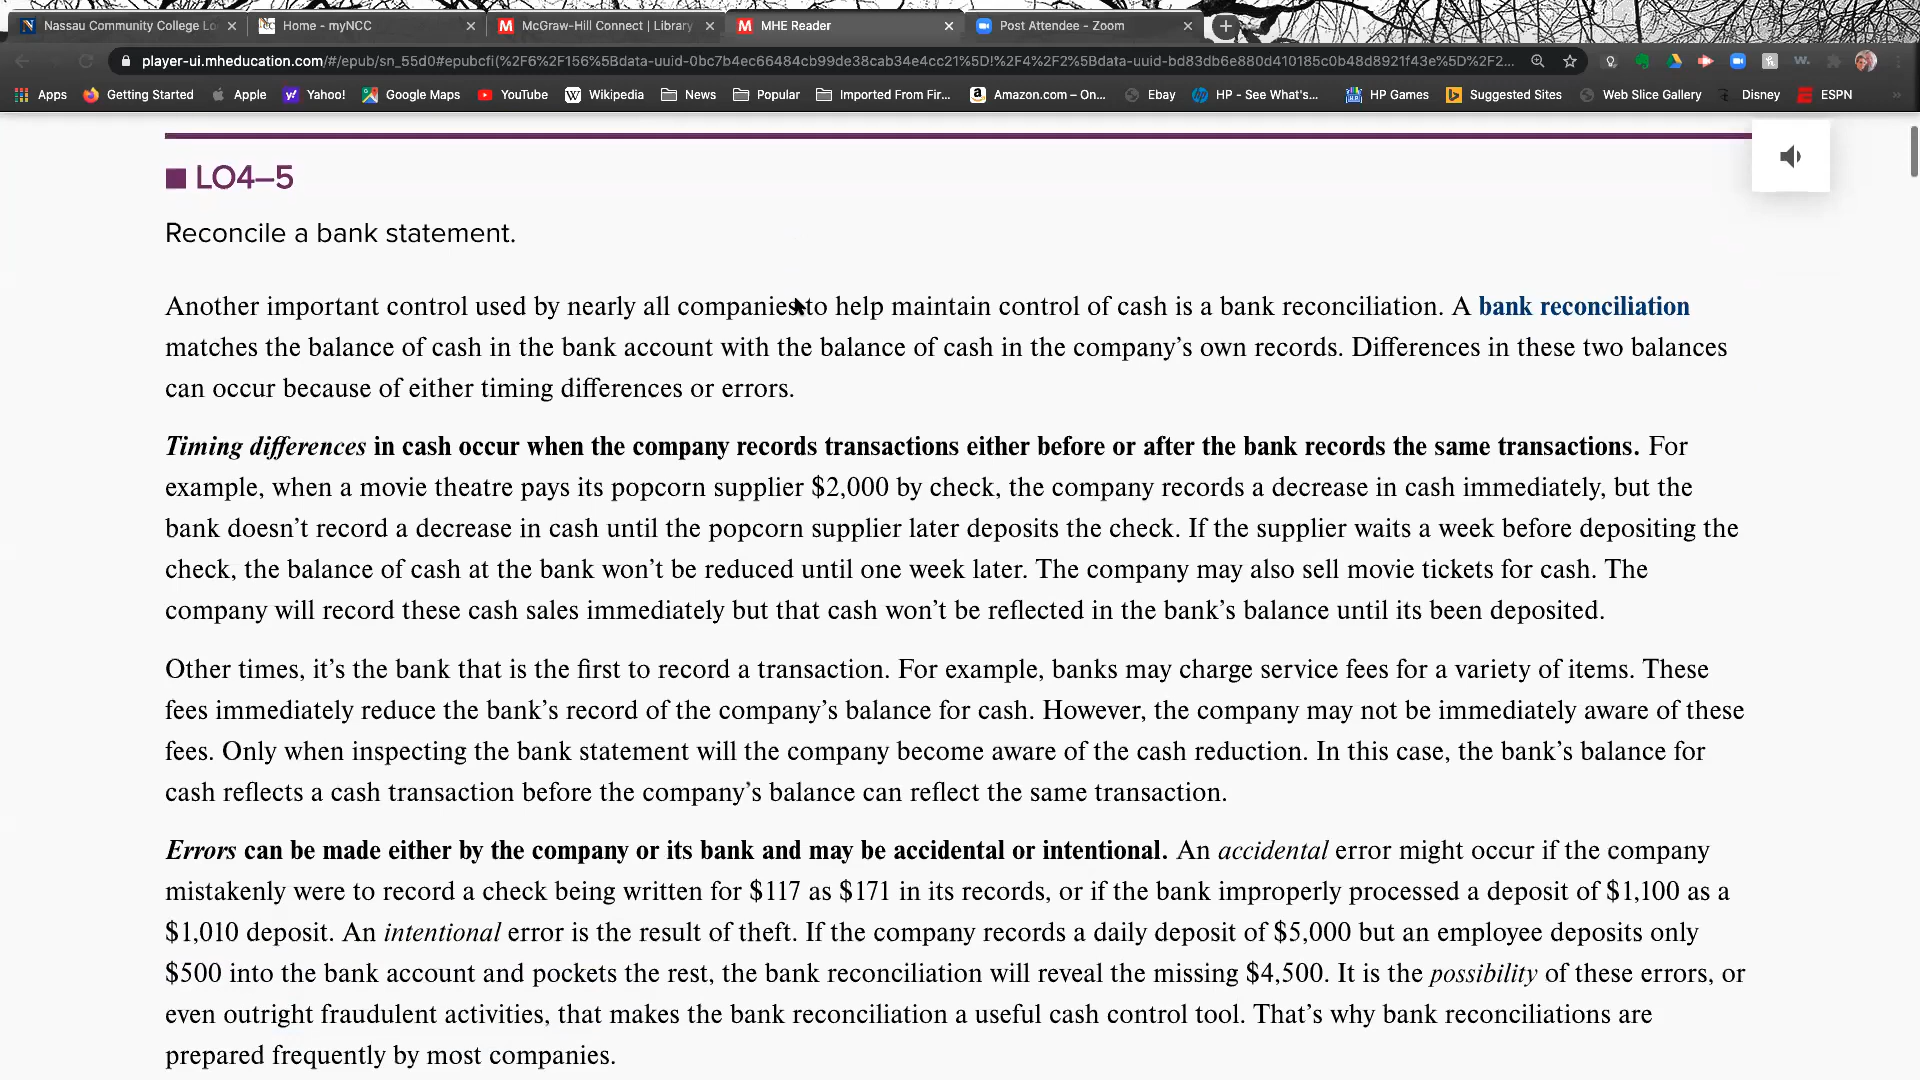 Nassau Community College Lo
Home - myNCC
McGraw-Hill Connect | Library
MHE Reader
Post Attendee - Zoom
player-ui.mheducation.com/#/epub/sn_55d0#epubcfi(%2F6%2F156%5Bdata-uuid-0bc7b4ec66484cb99de38cab34e4cc21%5D!%2F4%2F2%5Bdata-uuid-bd83db6e880d410185c0b48d8921f43e%5D%2F2...
Apps Getting Started Apple Yahoo! Google Maps YouTube Wikipedia News Popular Imported From Fir... Amazon.com – On... Ebay HP - See What's... HP Games Suggested Sites Web Slice Gallery Disney ESPN »
LO4–5
Reconcile a bank statement.
Another important control used by nearly all companies to help maintain control of cash is a bank reconciliation. A bank reconciliation
matches the balance of cash in the bank account with the balance of cash in the company’s own records. Differences in these two balances
can occur because of either timing differences or errors.
Timing differences in cash occur when the company records transactions either before or after the bank records the same transactions. For
example, when a movie theatre pays its popcorn supplier $2,000 by check, the company records a decrease in cash immediately, but the
bank doesn’t record a decrease in cash until the popcorn supplier later deposits the check. If the supplier waits a week before depositing the
check, the balance of cash at the bank won’t be reduced until one week later. The company may also sell movie tickets for cash. The
company will record these cash sales immediately but that cash won’t be reflected in the bank’s balance until its been deposited.
Other times, it’s the bank that is the first to record a transaction. For example, banks may charge service fees for a variety of items. These
fees immediately reduce the bank’s record of the company’s balance for cash. However, the company may not be immediately aware of these
fees. Only when inspecting the bank statement will the company become aware of the cash reduction. In this case, the bank’s balance for
cash reflects a cash transaction before the company’s balance can reflect the same transaction.
Errors can be made either by the company or its bank and may be accidental or intentional. An accidental error might occur if the company
mistakenly were to record a check being written for $117 as $171 in its records, or if the bank improperly processed a deposit of $1,100 as a
$1,010 deposit. An intentional error is the result of theft. If the company records a daily deposit of $5,000 but an employee deposits only
$500 into the bank account and pockets the rest, the bank reconciliation will reveal the missing $4,500. It is the possibility of these errors, or
even outright fraudulent activities, that makes the bank reconciliation a useful cash control tool. That’s why bank reconciliations are
prepared frequently by most companies.